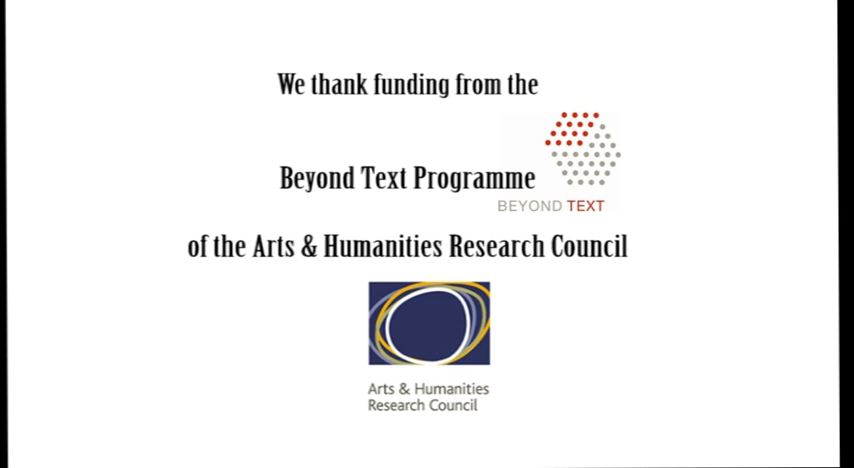 We thank funding from the
Beyond Text Programme
BEYOND TEXT
of the Arts & Humanities Research Council
Arts & Humanities
Research Council